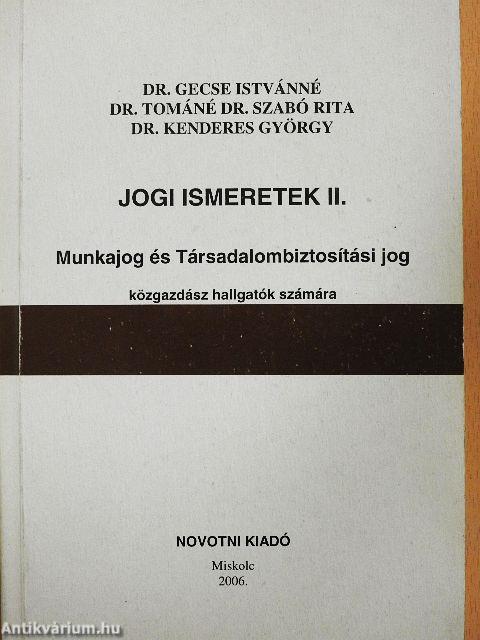 DR. GECSE ISTVÁNNÉ
DR. TOMÁNÉ DR. SZABÓ RITA
DR. KENDERES GYÖRGY
JOGI ISMERETEK II.
Munkajog és Társadalombiztosítási jog
közgazdász hallgatók számára
NOVOTNI KIADÓ
Miskolc
2006.
Antikvárium.hu